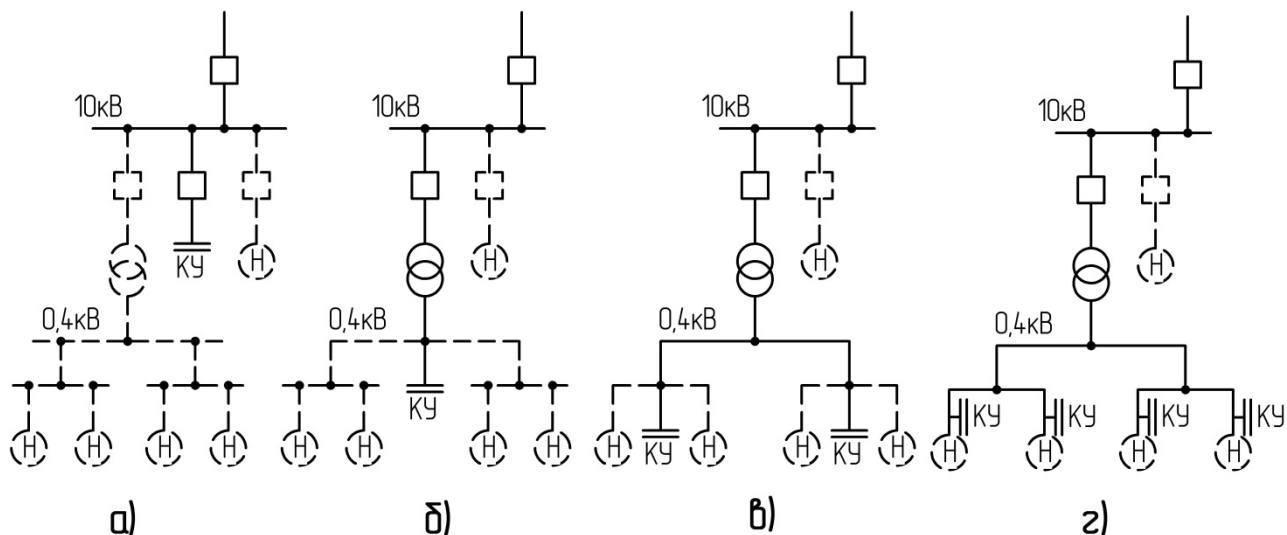 10кВ 10кВ 10кВ 10кВ
КУ Н Н Н Н
0,4кВ 0,4кВ 0,4кВ 0,4кВ
КУ КУ КУ КУ КУ
Н Н Н Н Н Н Н Н Н КУ Н Н КУ Н Н Н Н Н
КУ
КУ
а) б) в) г)